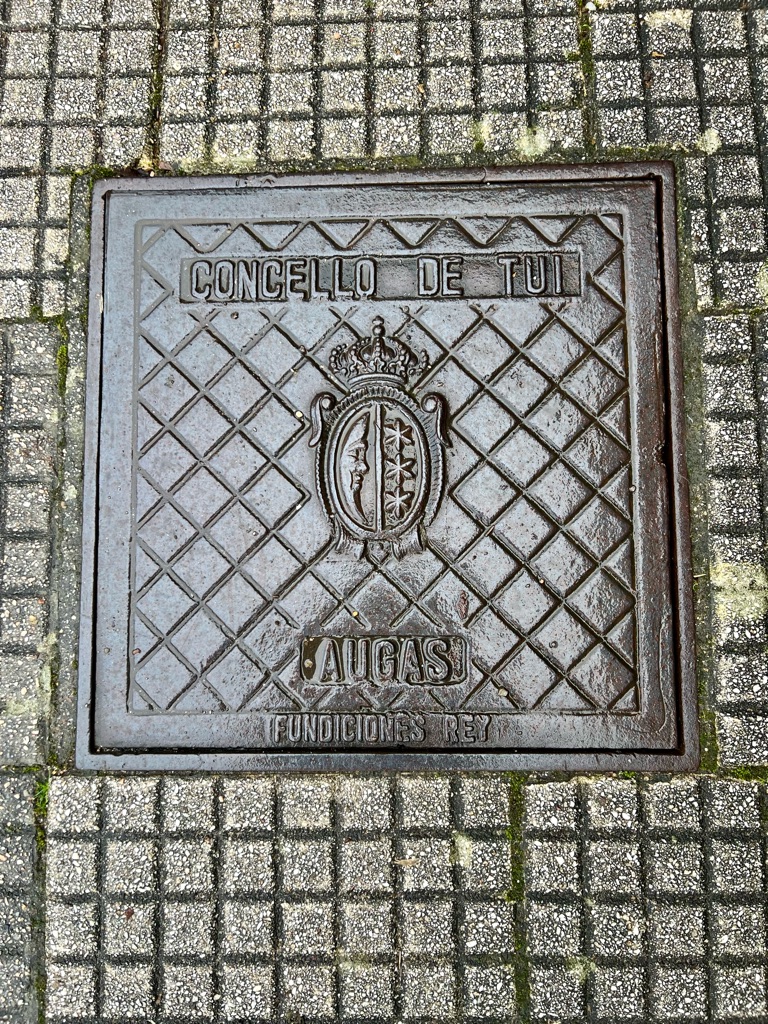 CONCELLO DE TUI
AUGAS
FUNDICIONES REY